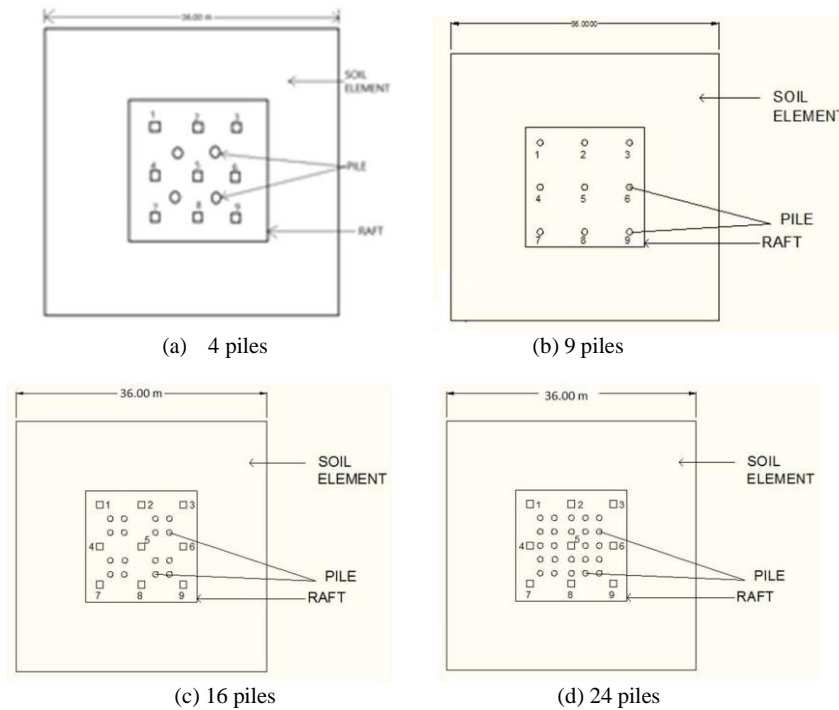 36.00 m
SOIL
ELEMENT
1 2 3
4 5 6
7 8 9
PILE
RAFT
(a) 4 piles
SOIL
ELEMENT
1 2 3
4 5 6
7 8 9
PILE
RAFT
(b) 9 piles
36.00 m
SOIL
ELEMENT
1 2 3
4 5 6
7 8 9
PILE
RAFT
(c) 16 piles
36.00 m
SOIL
ELEMENT
1 2 3
4 5 6
7 8 9
PILE
RAFT
(d) 24 piles